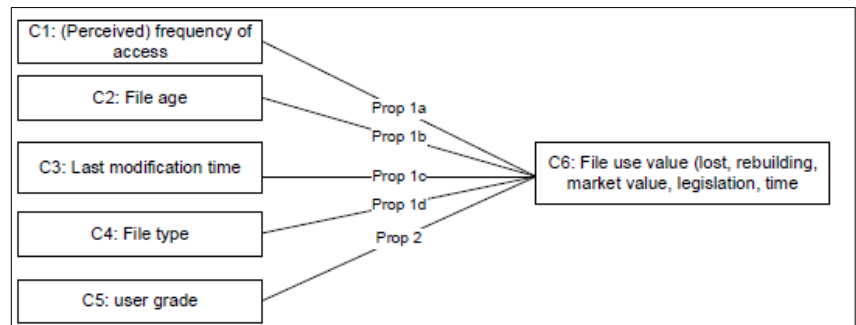 C1: (Perceived) frequency of
access
Prop 1a
C2: File age
Prop 1b
C3: Last modification time
Prop 1c
C6: File use value (lost, rebuilding,
market value, legislation, time
Prop 1d
C4: File type
Prop 2
C5: user grade